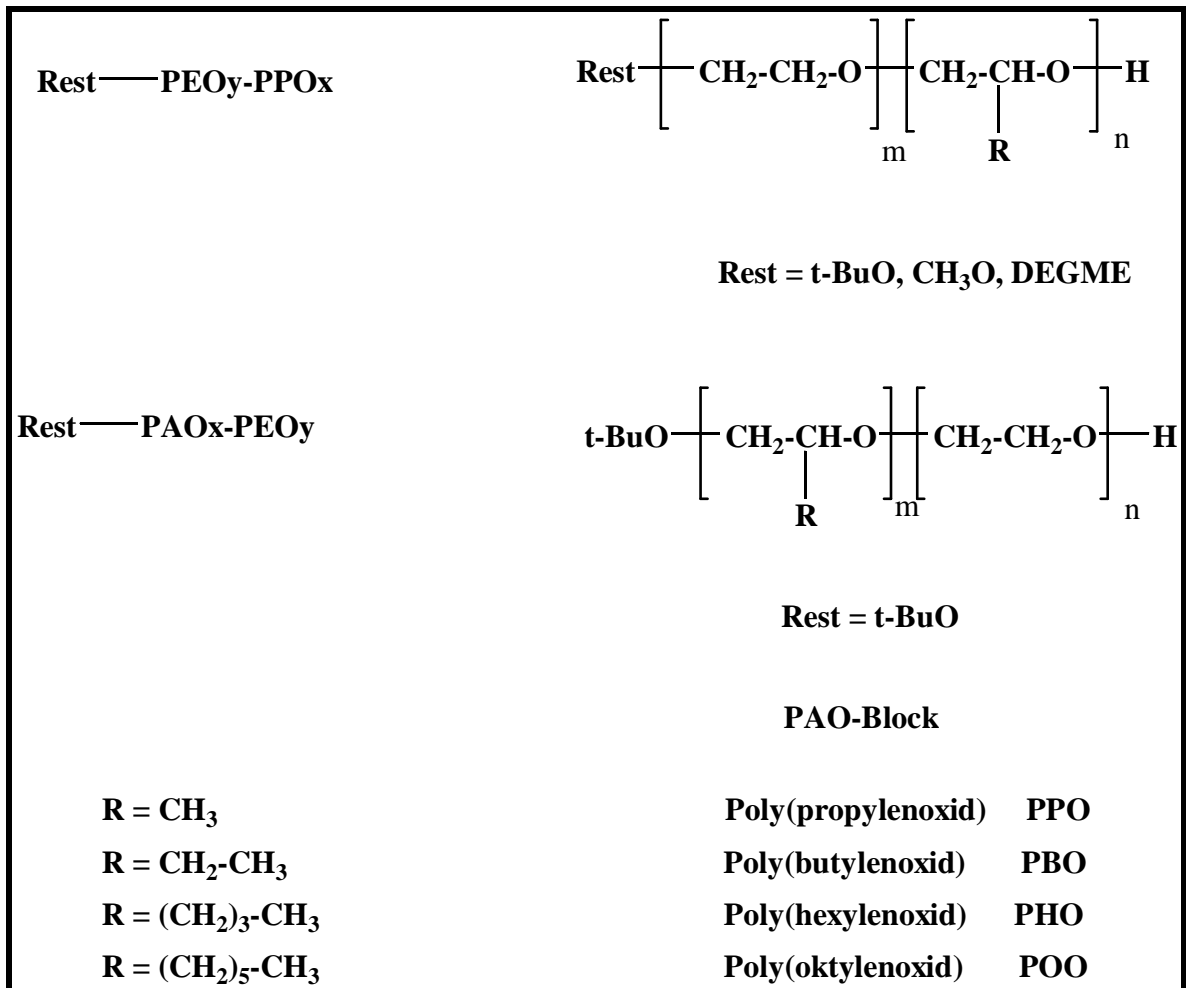 Rest—PEOy-PPOx
Rest CH2-CH2-O CH2-CH-O H
m R n
Rest = t-BuO, CH3O, DEGME
Rest—PAOx-PEOy
t-BuO CH2-CH-O CH2-CH2-O H
R m n
Rest = t-BuO
PAO-Block
R = CH3 Poly(propylenoxid) PPO
R = CH2-CH3 Poly(butylenoxid) PBO
R = (CH2)3-CH3 Poly(hexylenoxid) PHO
R = (CH2)5-CH3 Poly(oktylenoxid) POO